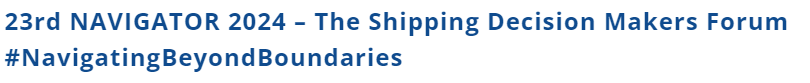 23rd NAVIGATOR 2024 – The Shipping Decision Makers Forum
#NavigatingBeyondBoundaries